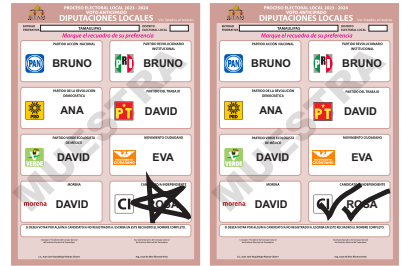 PROCESO ELECTORAL LOCAL 2023 - 2024
VOTO ANTICIPADO
DIPUTACIONES LOCALES
TAMAULIPAS
Marque el recuadro de su preferencia
PARTIDO ACCIÓN NACIONAL
PAN
BRUNO
PARTIDO REVOLUCIONARIO
INSTITUCIONAL
PRI
BRUNO
PARTIDO DE LA REVOLUCIÓN
DEMOCRÁTICA
PRD
ANA
PARTIDO DEL TRABAJO
PT
DAVID
PARTIDO VERDE ECOLOGISTA
DE MÉXICO
VERDE
DAVID
MOVIMIENTO CIUDADANO
EVA
MORENA
morena
DAVID
CANDIDATO/A INDEPENDIENTE
CI
ROSA
MUESTRA
PROCESO ELECTORAL LOCAL 2023 - 2024
VOTO ANTICIPADO
DIPUTACIONES LOCALES
TAMAULIPAS
Marque el recuadro de su preferencia
PARTIDO ACCIÓN NACIONAL
PAN
BRUNO
PARTIDO REVOLUCIONARIO
INSTITUCIONAL
PRI
BRUNO
PARTIDO DE LA REVOLUCIÓN
DEMOCRÁTICA
PRD
ANA
PARTIDO DEL TRABAJO
PT
DAVID
PARTIDO VERDE ECOLOGISTA
DE MÉXICO
VERDE
DAVID
MOVIMIENTO CIUDADANO
EVA
MORENA
morena
DAVID
CANDIDATO/A INDEPENDIENTE
CI
ROSA
MUESTRA